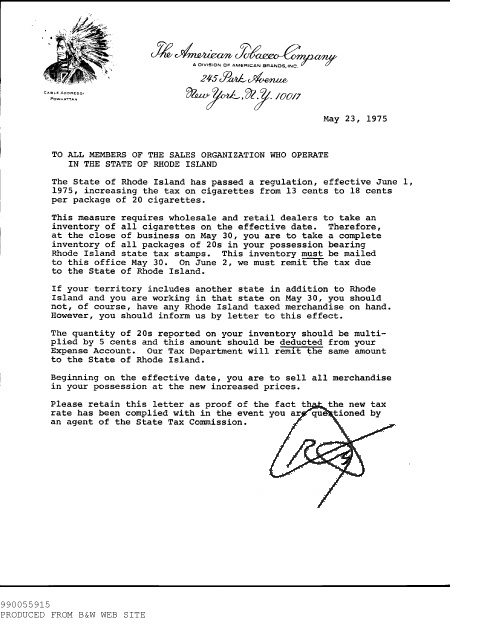 The American Tobacco Company
A DIVISION OF AMERICAN BRANDS, INC.
245 Park Avenue
New York, N.Y. 10017
CABLE ADDRESS:
POWHATTAN
May 23, 1975
TO ALL MEMBERS OF THE SALES ORGANIZATION WHO OPERATE
IN THE STATE OF RHODE ISLAND
The State of Rhode Island has passed a regulation, effective June 1,
1975, increasing the tax on cigarettes from 13 cents to 18 cents
per package of 20 cigarettes.
This measure requires wholesale and retail dealers to take an
inventory of all cigarettes on the effective date. Therefore,
at the close of business on May 30, you are to take a complete
inventory of all packages of 20s in your possession bearing
Rhode Island state tax stamps. This inventory must be mailed
to this office May 30. On June 2, we must remit the tax due
to the State of Rhode Island.
If your territory includes another state in addition to Rhode
Island and you are working in that state on May 30, you should
not, of course, have any Rhode Island taxed merchandise on hand.
However, you should inform us by letter to this effect.
The quantity of 20s reported on your inventory should be multi-
plied by 5 cents and this amount should be deducted from your
Expense Account. Our Tax Department will remit the same amount
to the State of Rhode Island.
Beginning on the effective date, you are to sell all merchandise
in your possession at the new increased prices.
Please retain this letter as proof of the fact that the new tax
rate has been complied with in the event you are questioned by
an agent of the State Tax Commission.
990055915
PRODUCED FROM B&W WEB SITE